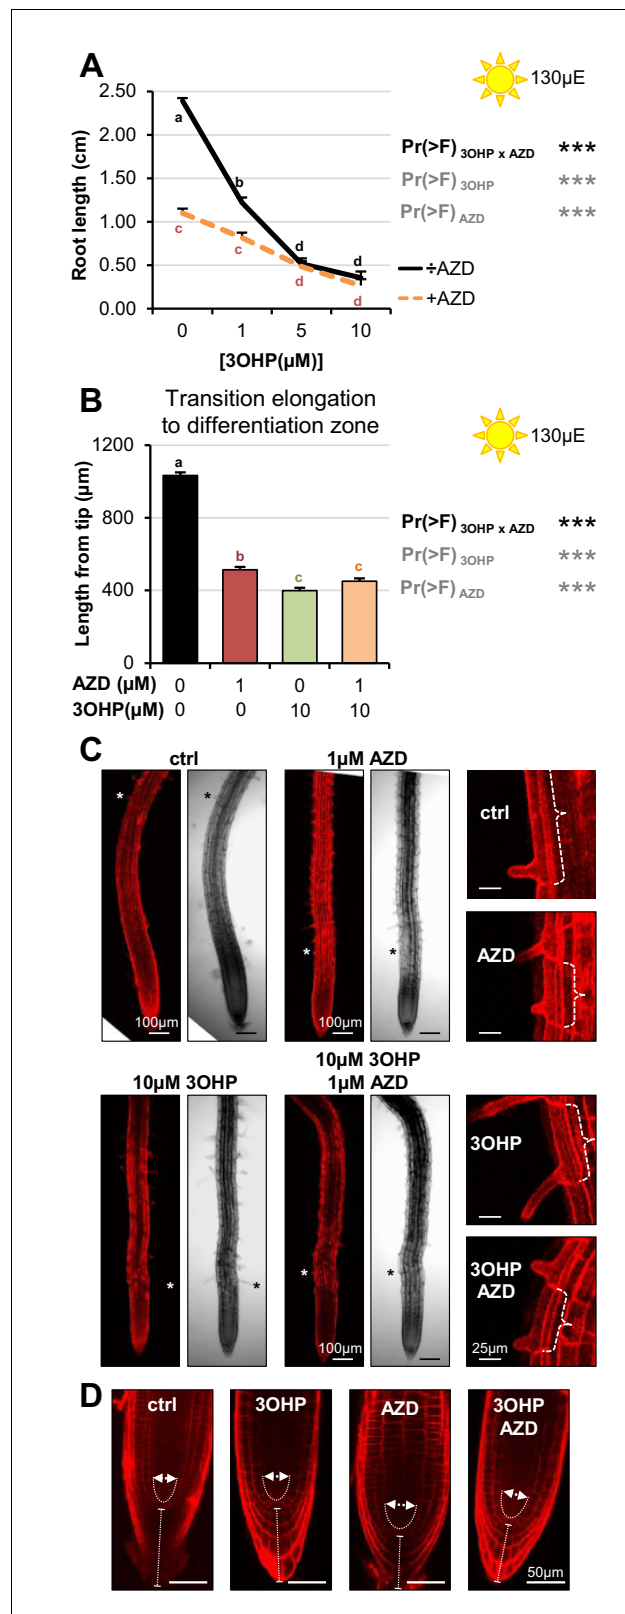 A
130µE
2.50
2.00
1.50
1.00
0.50
0.00
Root length (cm)
a
b
c
c
d
d
d
d
0 1 5 10
[3OHP(µM)]
Pr(>F) 3OHP x AZD ***
Pr(>F) 3OHP ***
Pr(>F) AZD ***
÷AZD
+AZD
B
Transition elongation
to differentiation zone
130µE
1200
800
400
0
Length from tip (µm)
a
b
c
c
Pr(>F) 3OHP x AZD ***
Pr(>F) 3OHP ***
Pr(>F) AZD ***
AZD (µM) 0 1 0 1
3OHP(µM) 0 0 10 10
C
ctrl
1µM AZD
* * * *
100µm
100µm
ctrl
AZD
10µM 3OHP
10µM 3OHP
1µM AZD
* * * *
100µm
3OHP
3OHP
AZD
25µm
D
ctrl
3OHP
AZD
3OHP
AZD
50µm